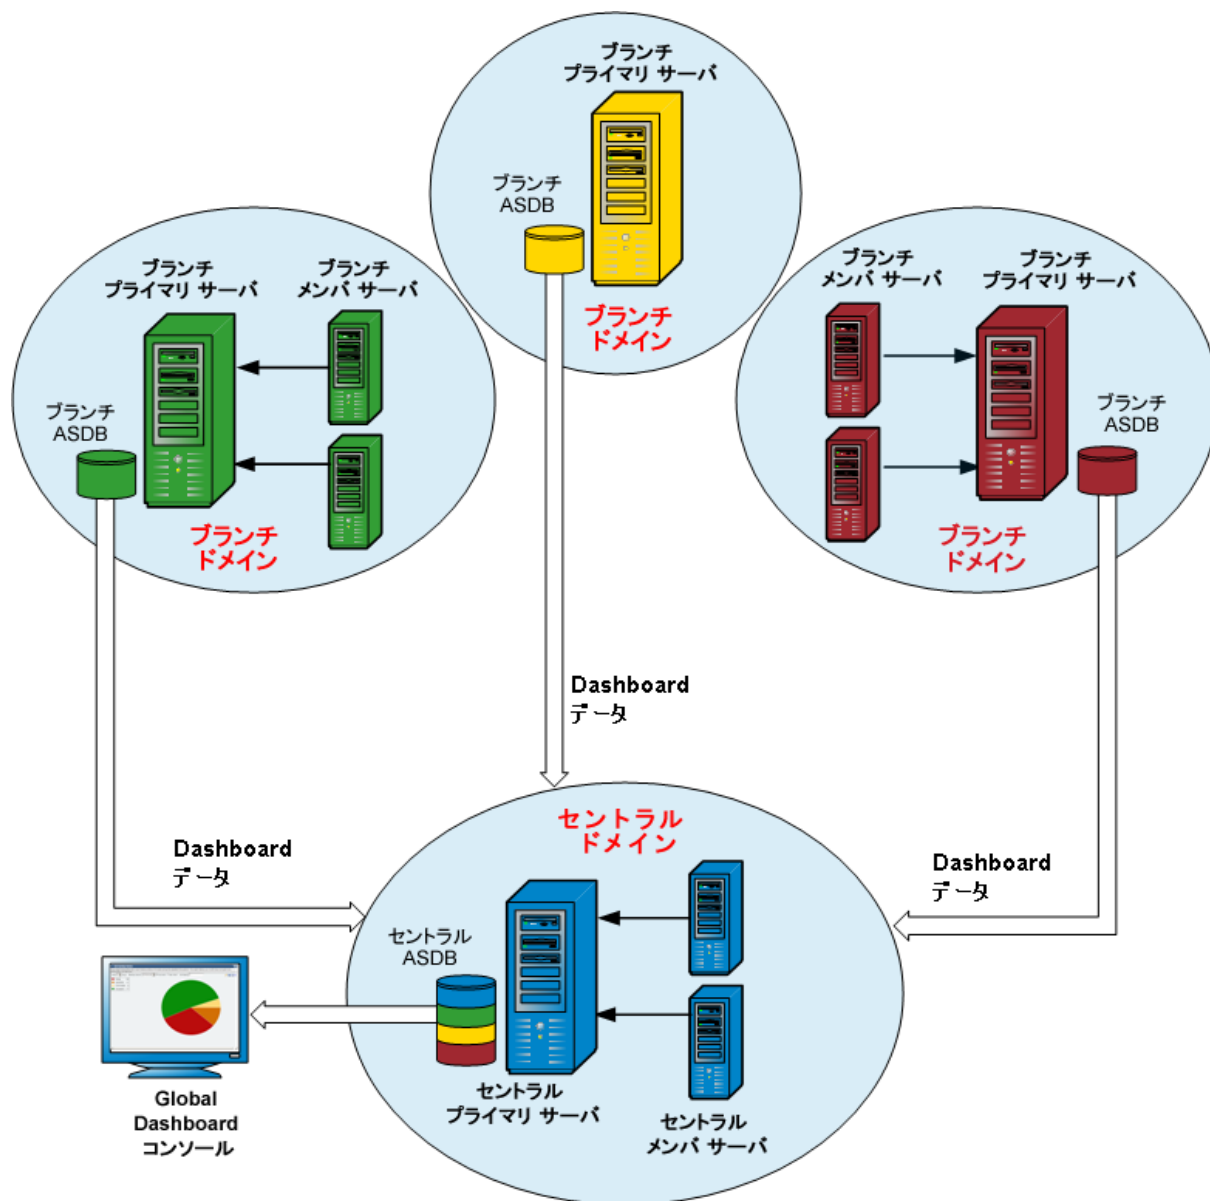 ブランチ
プライマリ サーバ
ブランチ
ASDB
ブランチ
ドメイン
ブランチ
プライマリ サーバ
ブランチ
メンバ サーバ
ブランチ
ASDB
ブランチ
ドメイン
ブランチ
メンバ サーバ
ブランチ
プライマリ サーバ
ブランチ
ASDB
ブランチ
ドメイン
Dashboard
データ
Dashboard
データ
Dashboard
データ
セントラル
ドメイン
セントラル
ASDB
セントラル
プライマリ サーバ
セントラル
メンバ サーバ
Global
Dashboard
コンソール